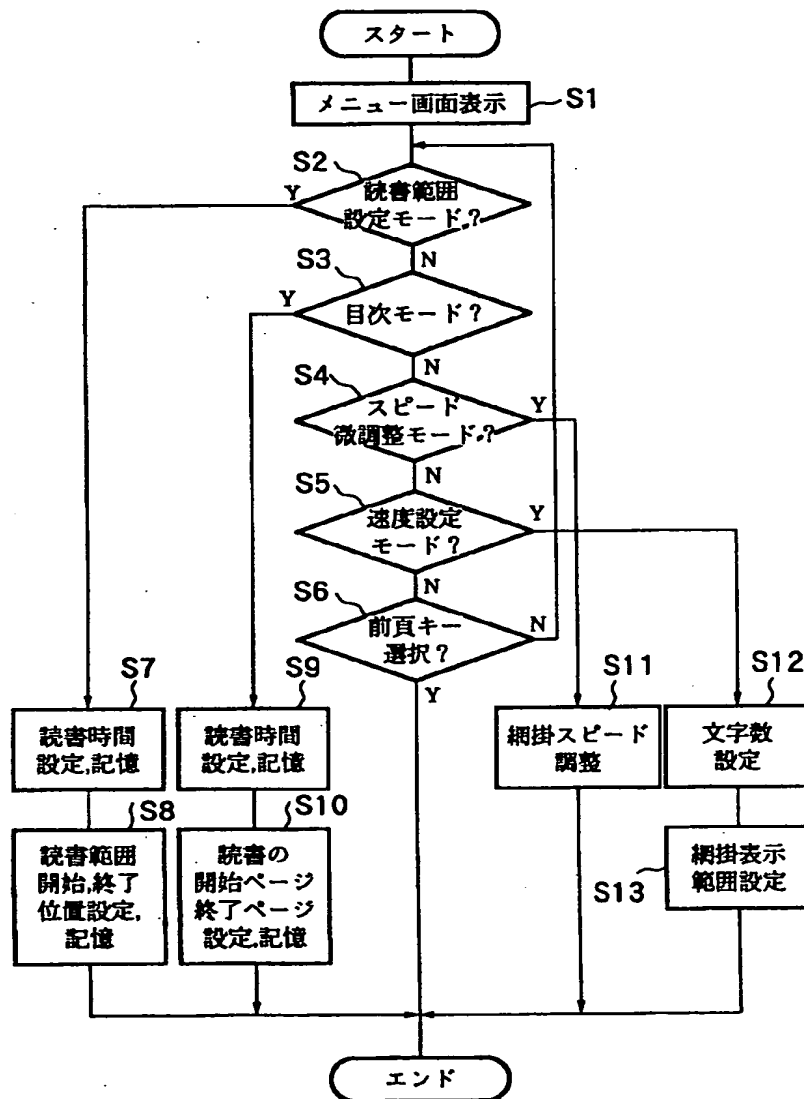 スタート
メニュー画面表示
S1
S2
Y
読書範囲
設定モード?
N
S3
Y
目次モード?
N
S4
スピード
微調整モード?
Y
N
S5
速度設定
モード?
Y
N
S6
前頁キー
選択?
N
Y
S7
読書時間
設定,記憶
S9
読書時間
設定,記憶
S11
網掛スピード
調整
S12
文字数
設定
S8
読書範囲
開始,終了
位置設定,
記憶
S10
読書の
開始ページ
終了ページ
設定,記憶
S13
網掛表示
範囲設定
エンド